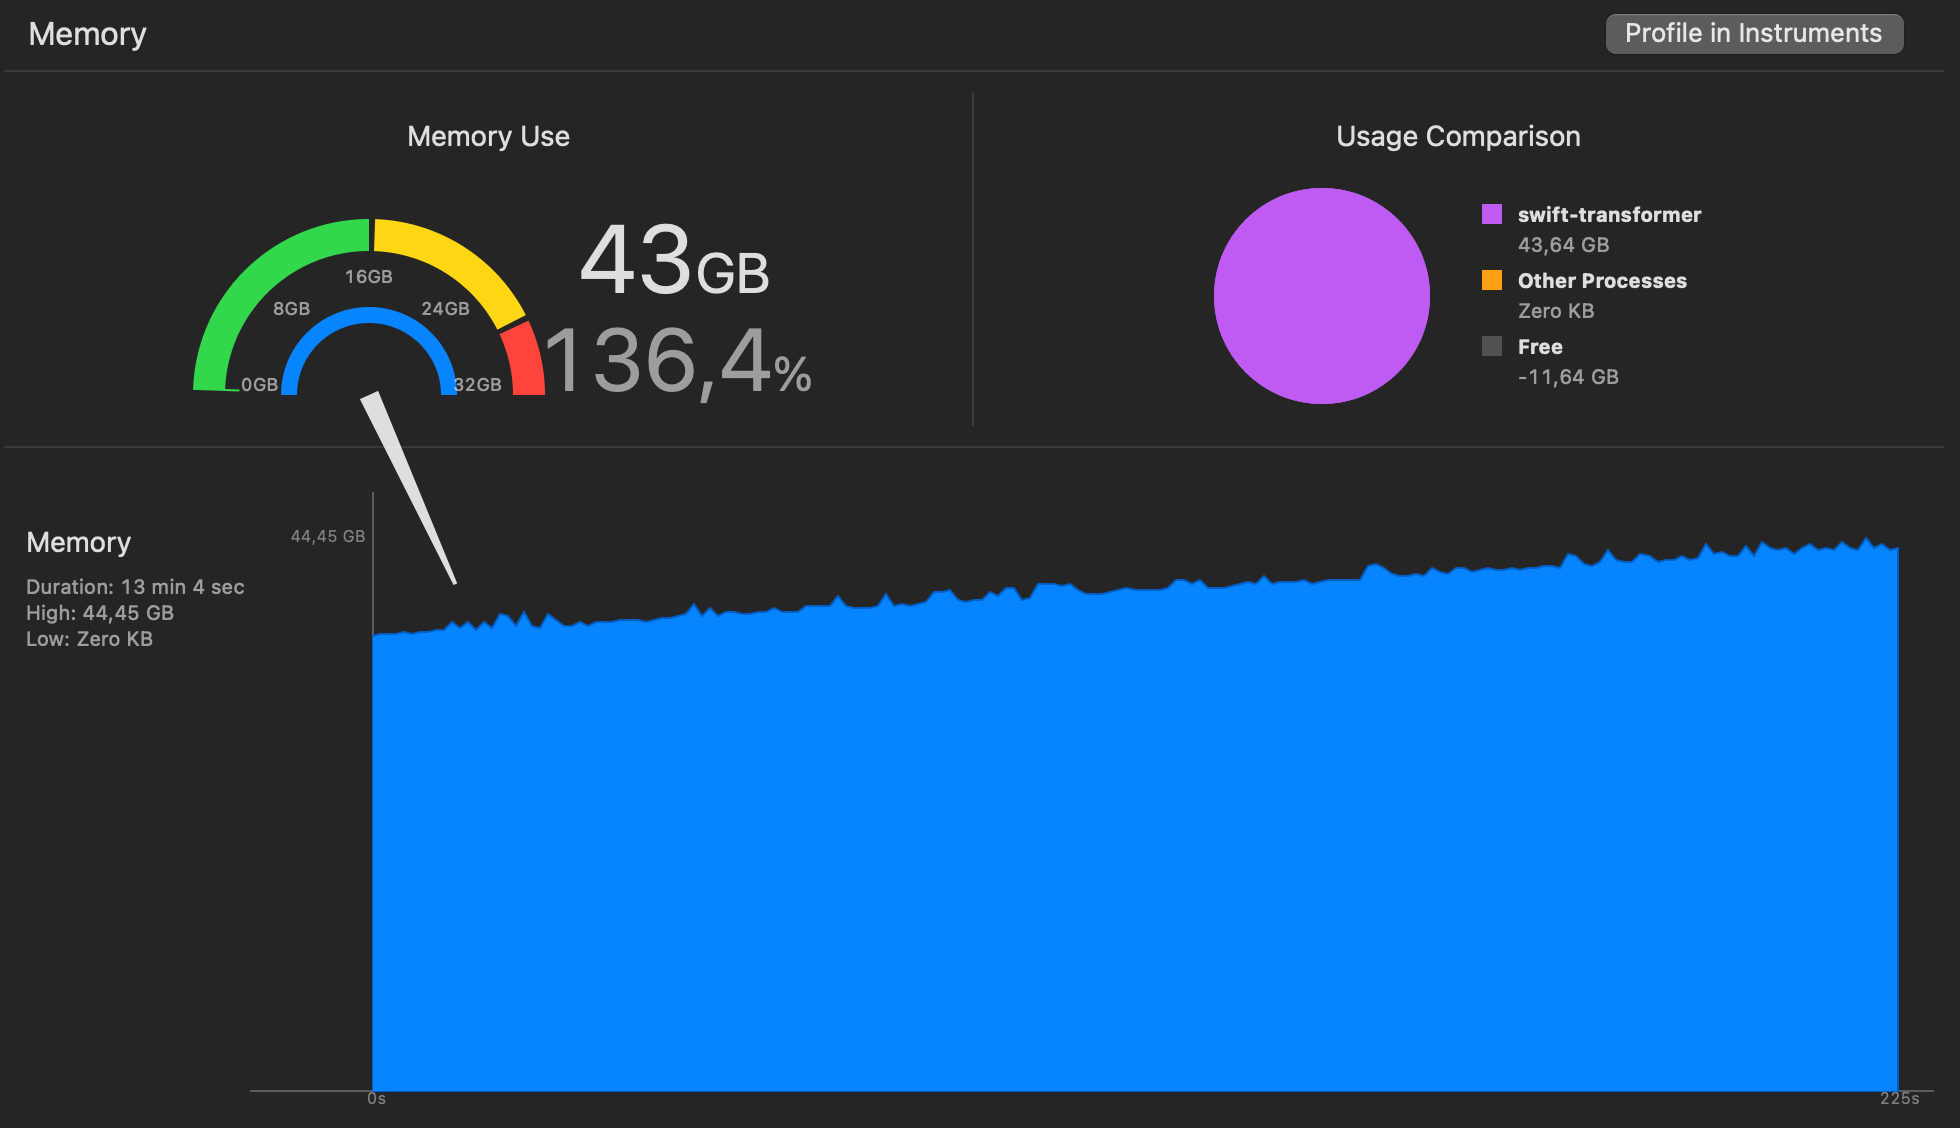 Memory
Profile in Instruments
Memory Use
Usage Comparison
16GB
8GB
24GB
0GB
32GB
43GB
136,4%
swift-transformer
43,64 GB
Other Processes
Zero KB
Free
-11,64 GB
Memory
Duration: 13 min 4 sec
High: 44,45 GB
Low: Zero KB
44,45 GB
0s
225s